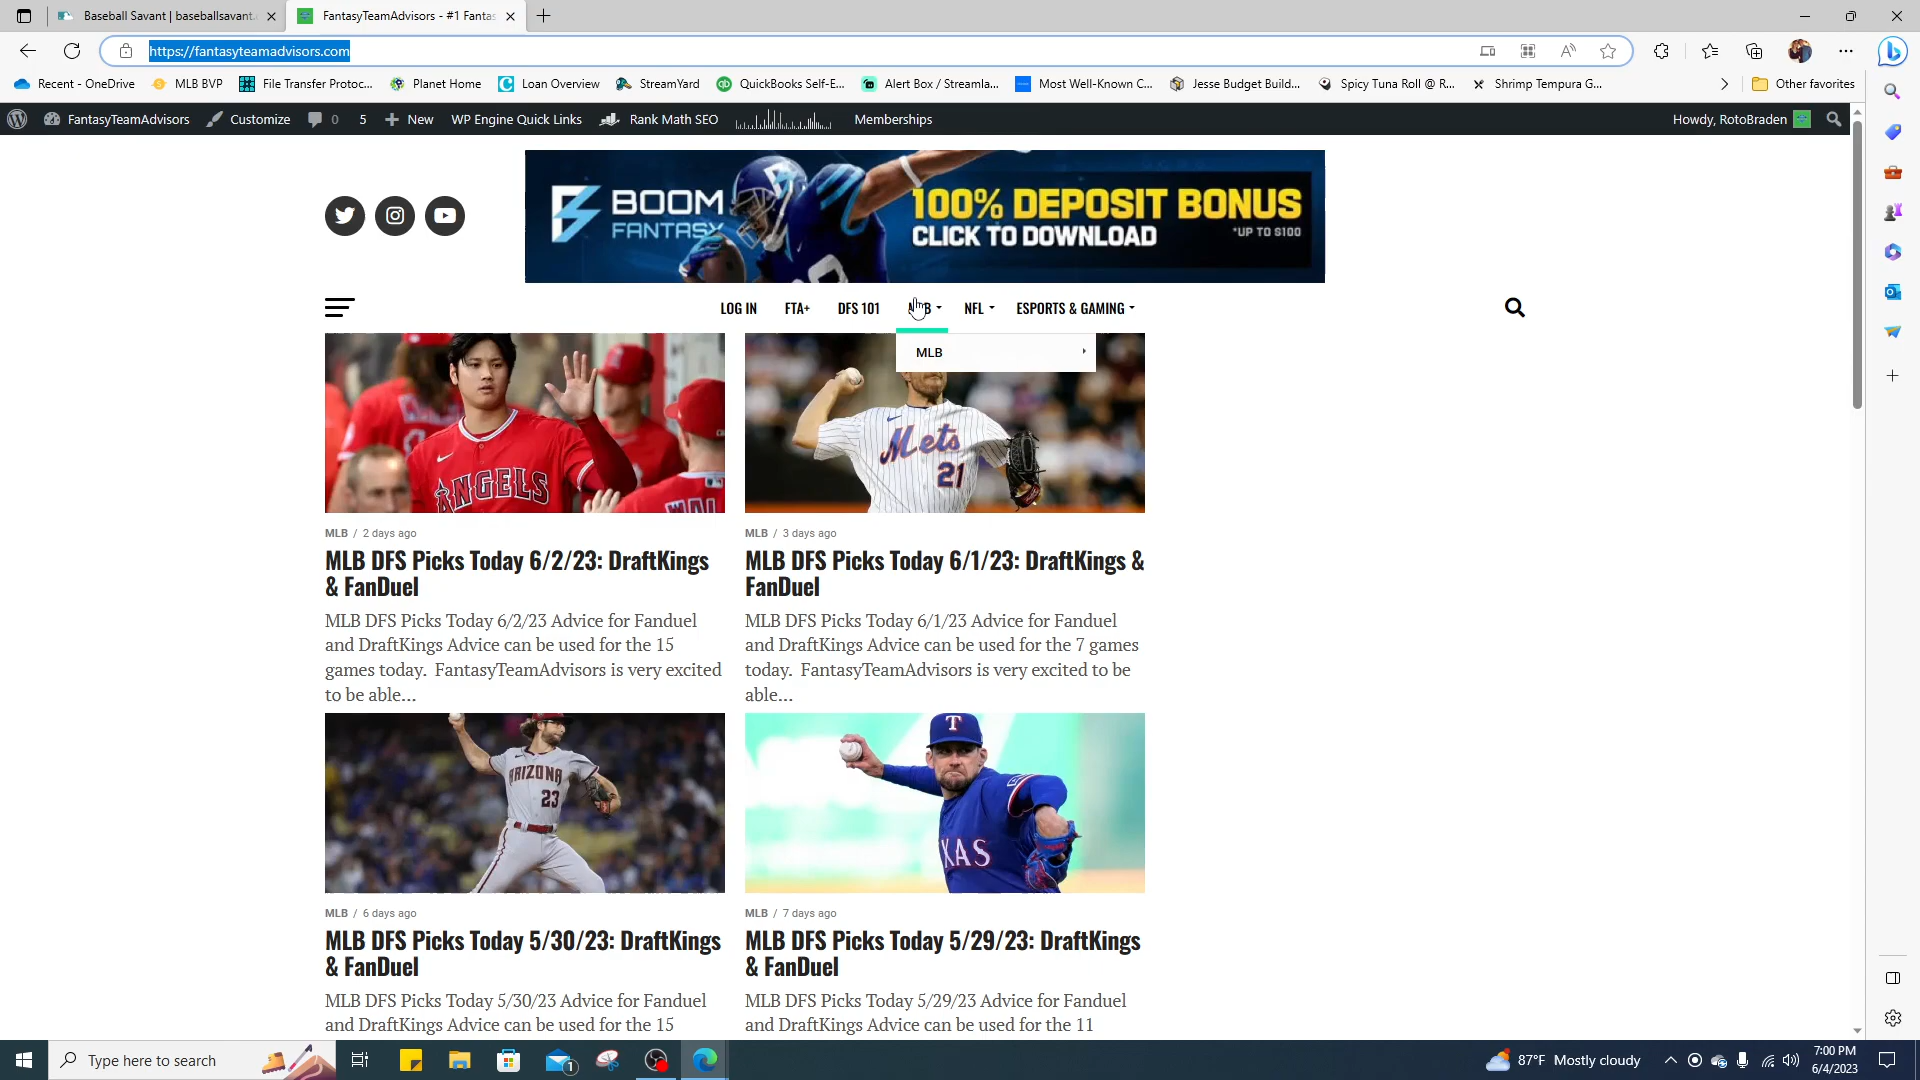 Baseball Savant | baseballsavant.
FantasyTeamAdvisors - #1 Fantas
https://fantasyteamadvisors.com
Recent - OneDrive
MLB BVP
File Transfer Protoc...
Planet Home
Loan Overview
StreamYard
QuickBooks Self-E...
Alert Box / Streamla...
Most Well-Known C...
Jesse Budget Build...
Spicy Tuna Roll @ R...
Shrimp Tempura G...
Other favorites
FantasyTeamAdvisors
Customize
0
5
New
WP Engine Quick Links
Rank Math SEO
Memberships
Howdy, RotoBraden
BOOM
FANTASY
100% DEPOSIT BONUS
CLICK TO DOWNLOAD
*UP TO $100
LOG IN
FTA+
DFS 101
NFL
ESPORTS & GAMING
MLB
ANGELS
Mets
21
MLB / 2 days ago
MLB DFS Picks Today 6/2/23: DraftKings
& FanDuel
MLB DFS Picks Today 6/2/23 Advice for Fanduel
and DraftKings Advice can be used for the 15
games today. FantasyTeamAdvisors is very excited
to be able...
MLB / 3 days ago
MLB DFS Picks Today 6/1/23: DraftKings &
FanDuel
MLB DFS Picks Today 6/1/23 Advice for Fanduel
and DraftKings Advice can be used for the 7 games
today. FantasyTeamAdvisors is very excited to be
able...
ARIZONA
23
T
XAS
MLB / 6 days ago
MLB DFS Picks Today 5/30/23: DraftKings
& FanDuel
MLB DFS Picks Today 5/30/23 Advice for Fanduel
and DraftKings Advice can be used for the 15
MLB / 7 days ago
MLB DFS Picks Today 5/29/23: DraftKings
& FanDuel
MLB DFS Picks Today 5/29/23 Advice for Fanduel
and DraftKings Advice can be used for the 11
Type here to search
1
87°F Mostly cloudy
7:00 PM
6/4/2023